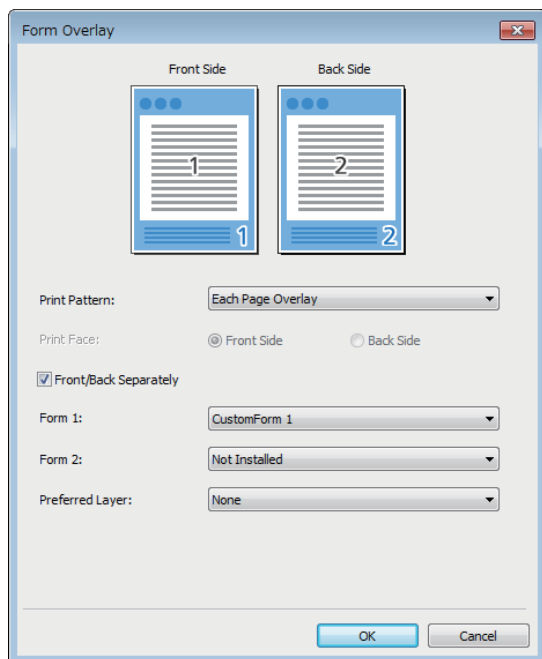 Form Overlay
Front Side Back Side
1 2
1 2
Print Pattern: Each Page Overlay
Print Face: Front Side Back Side
Front/Back Separately
Form 1: CustomForm 1
Form 2: Not Installed
Preferred Layer: None
OK Cancel